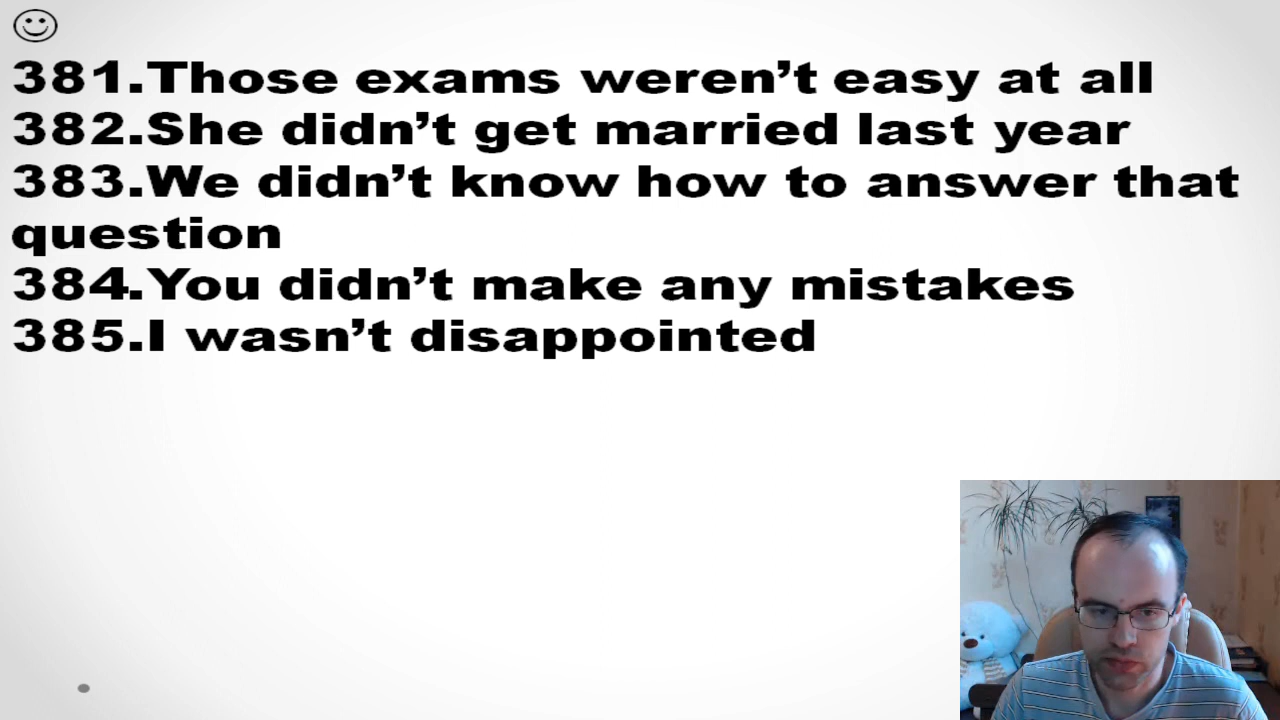 381.Those exams weren’t easy at all
382.She didn’t get married last year
383.We didn’t know how to answer that
question
384.You didn’t make any mistakes
385.I wasn’t disappointed